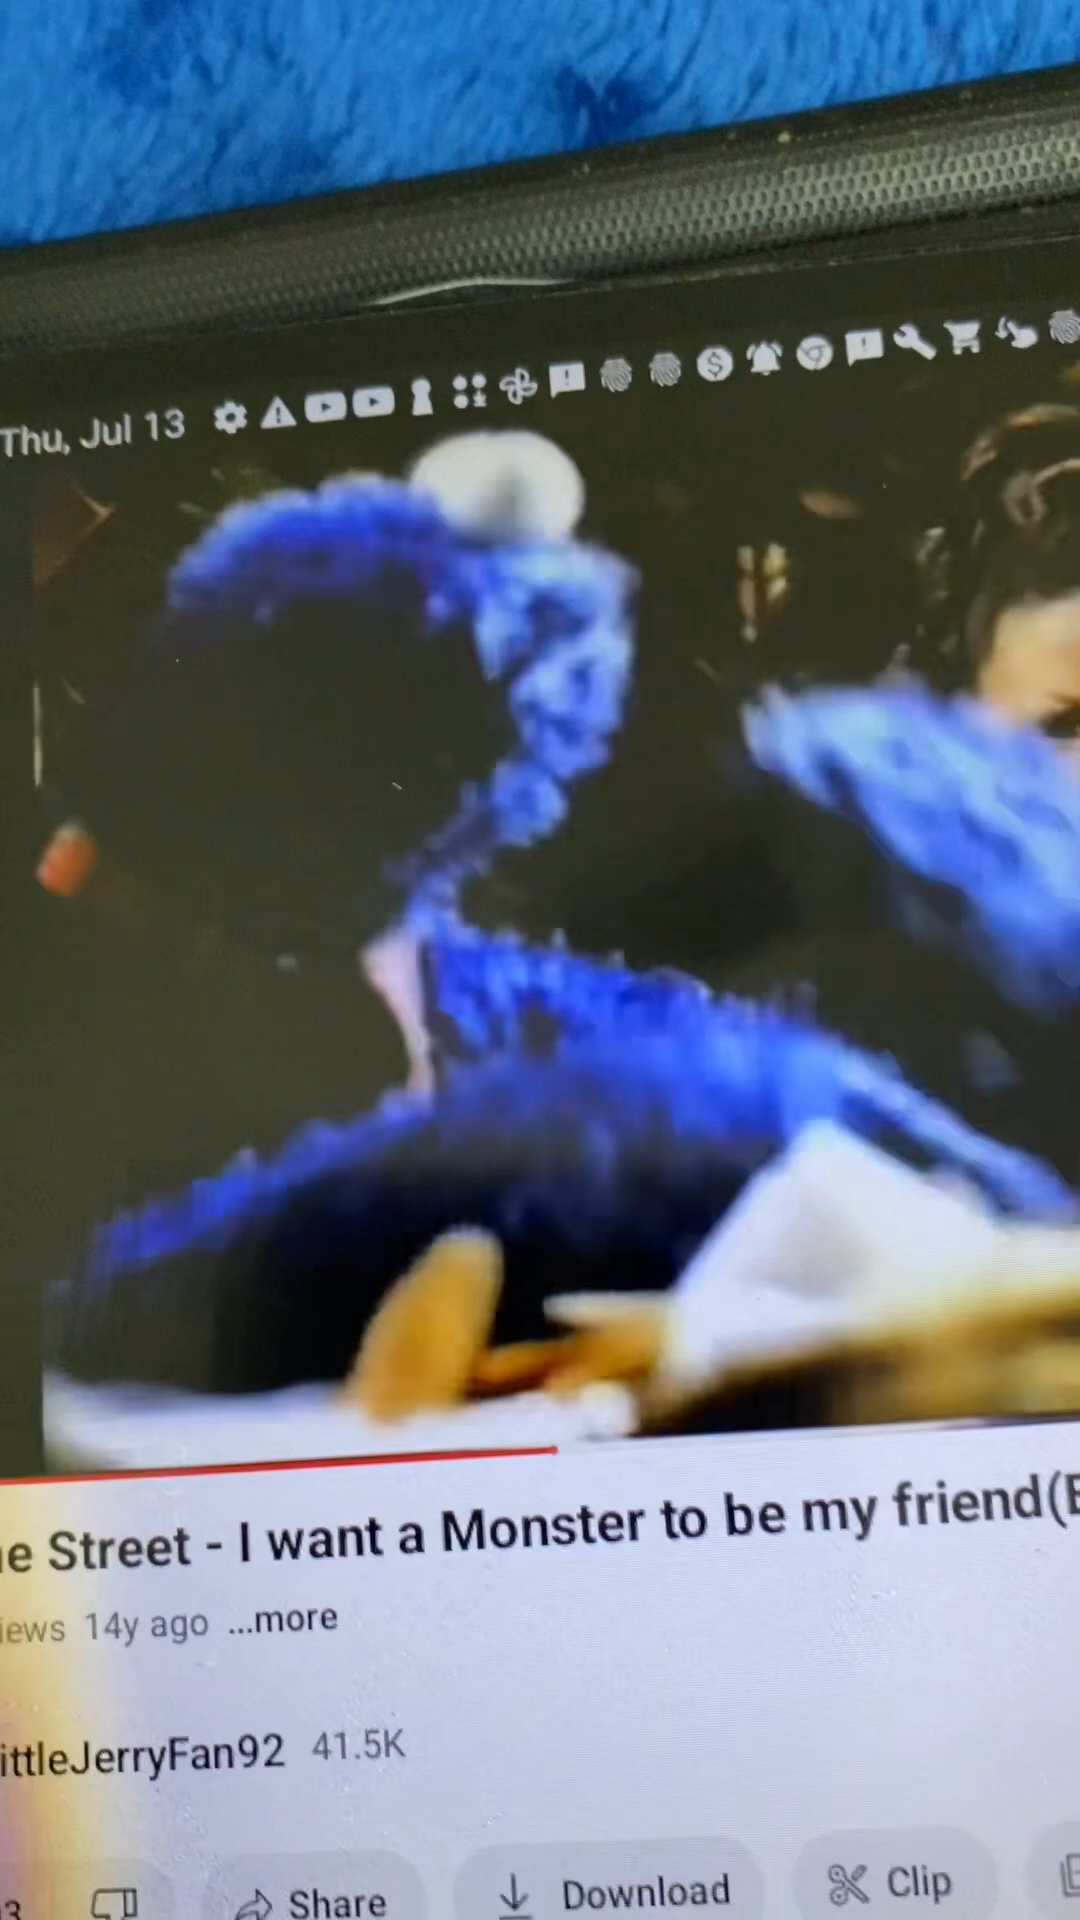 Thu, Jul 13
e Street - I want a Monster to be my friend(
iews 14y ago ...more
ittleJerryFan92 41.5K
3 Share Download Clip